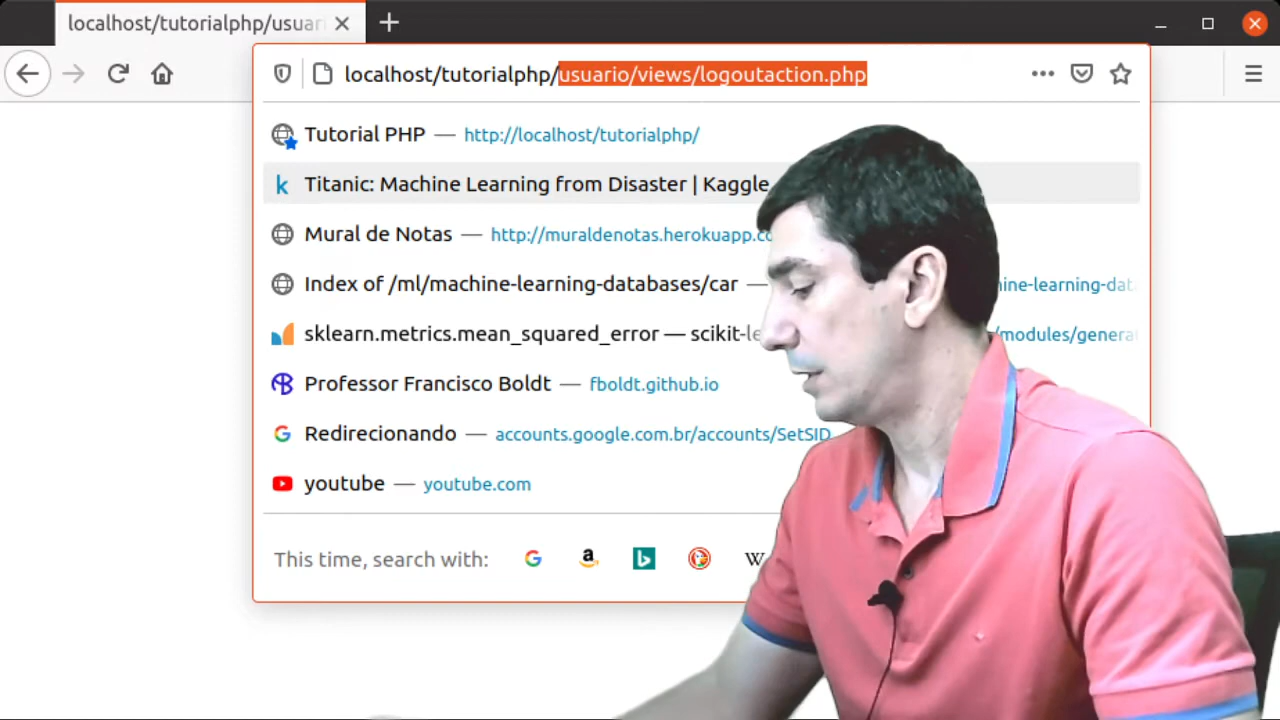 localhost/tutorialphp/usuari
localhost/tutorialphp/usuario/views/logoutaction.php
Tutorial PHP — http://localhost/tutorialphp/
Titanic: Machine Learning from Disaster | Kaggle
Mural de Notas — http://muraldenotas.herokuapp.co
Index of /ml/machine-learning-databases/car — hine-learning-dat
sklearn.metrics.mean_squared_error — scikit-le /modules/genera
Professor Francisco Boldt — fboldt.github.io
Redirecionando — accounts.google.com.br/accounts/SetSID
youtube — youtube.com
This time, search with: